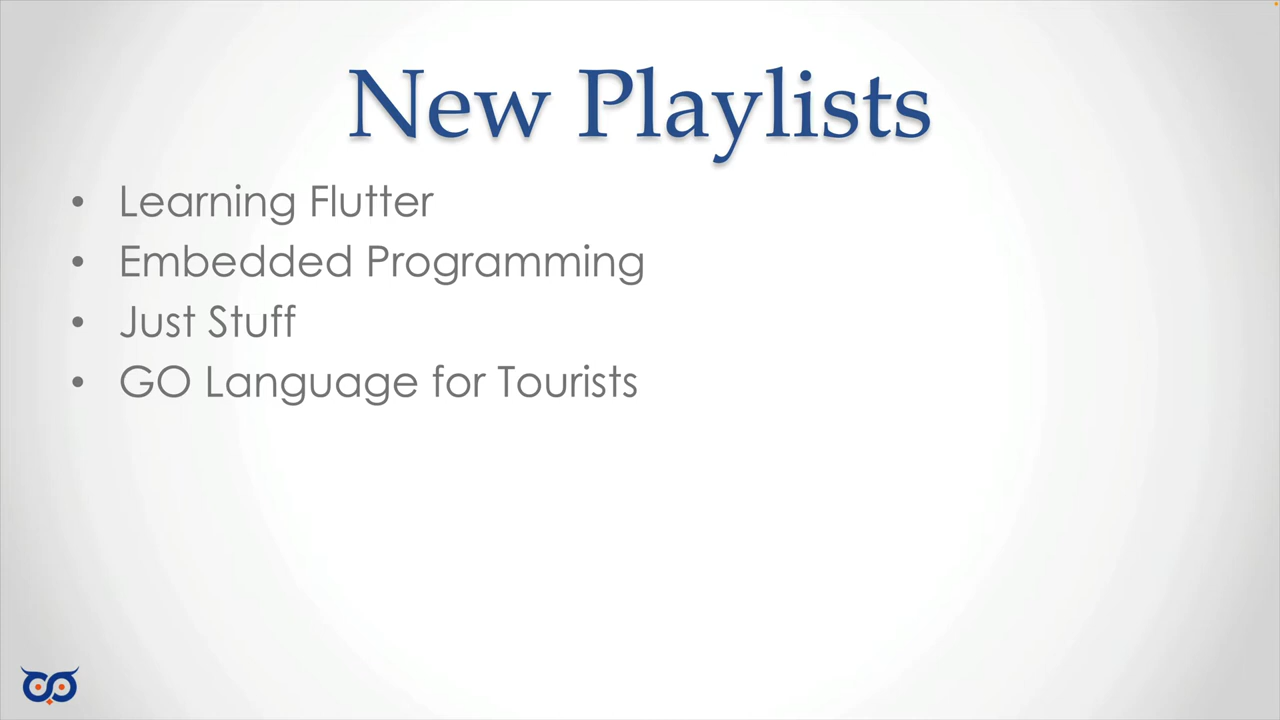 New Playlists
• Learning Flutter
• Embedded Programming
• Just Stuff
• GO Language for Tourists